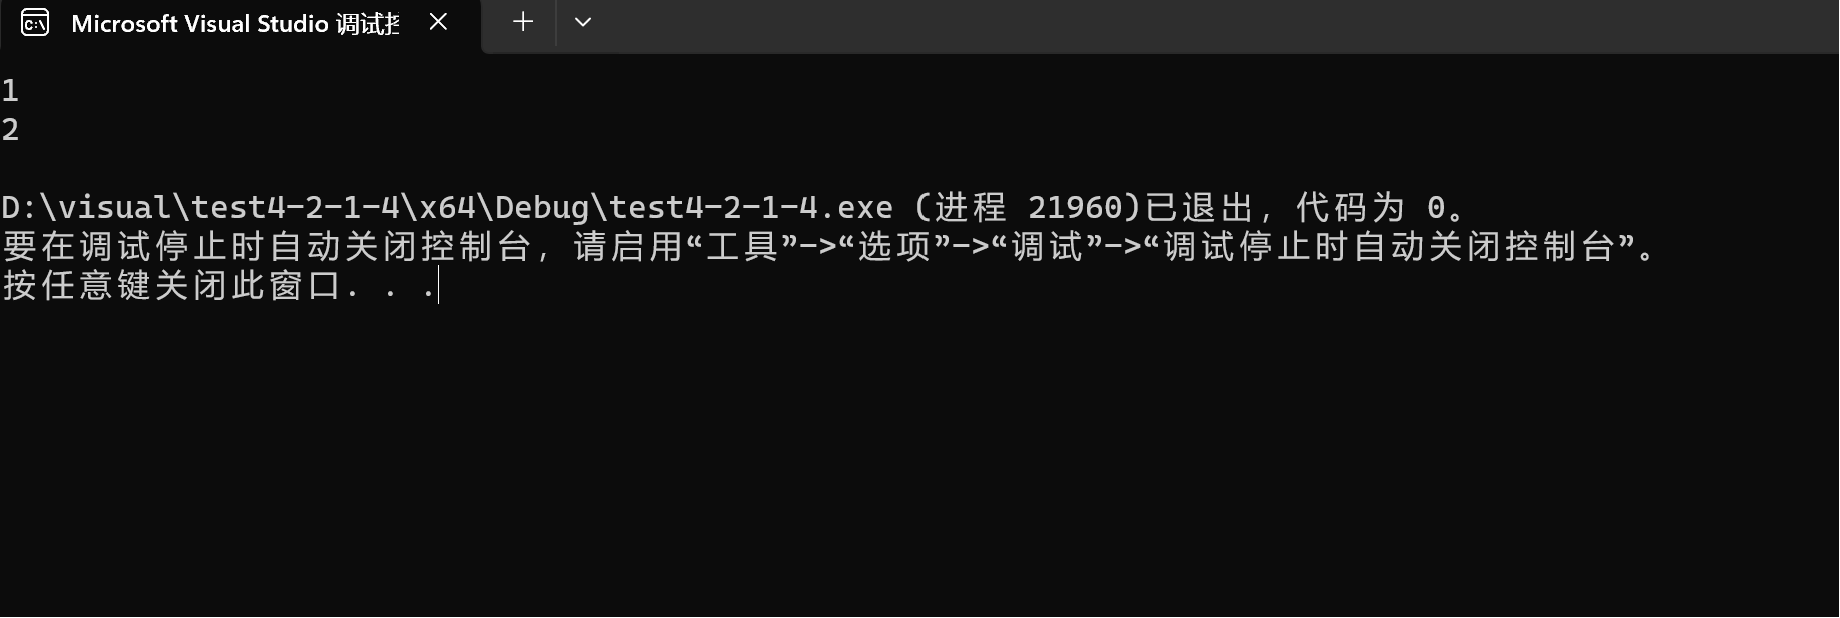 Microsoft Visual Studio 调试
1
2
D:\visual\test4-2-1-4\x64\Debug\test4-2-1-4.exe (进程 21960)已退出，代码为 0。
要在调试停止时自动关闭控制台，请启用“工具”->“选项”->“调试”->“调试停止时自动关闭控制台”。
按任意键关闭此窗口. . .